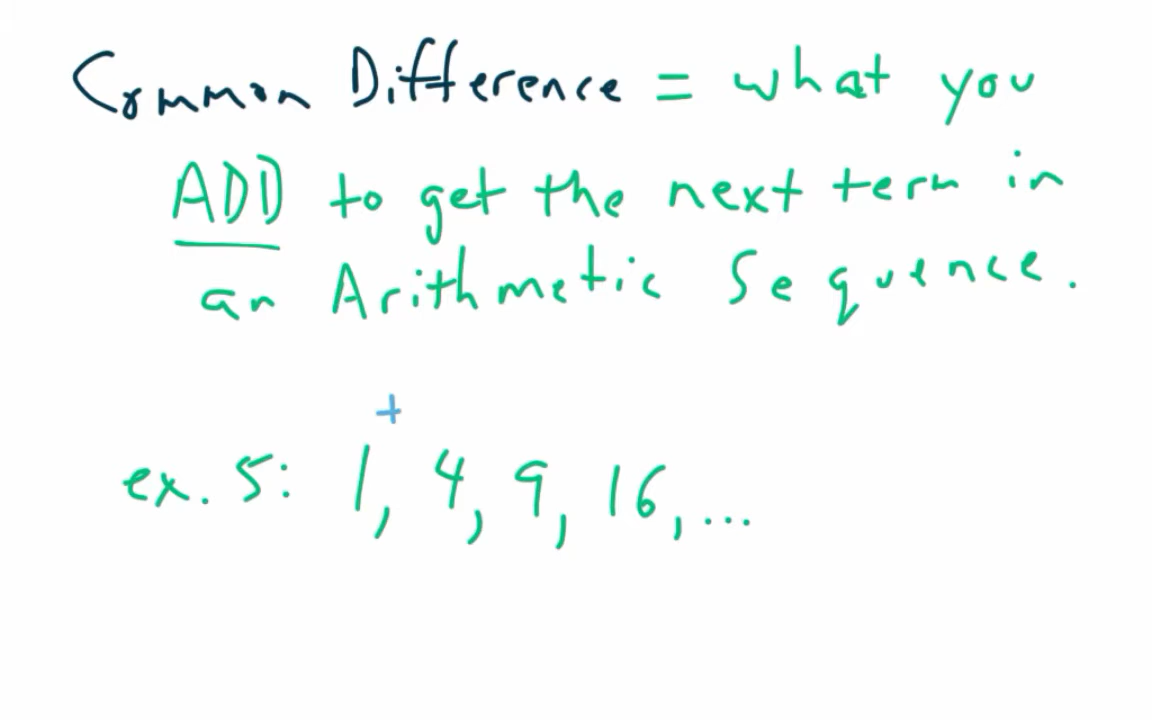 Common Difference = what you
ADD to get the next term in
an Arithmetic Sequence.
+
ex. 5: 1, 4, 9, 16, ...